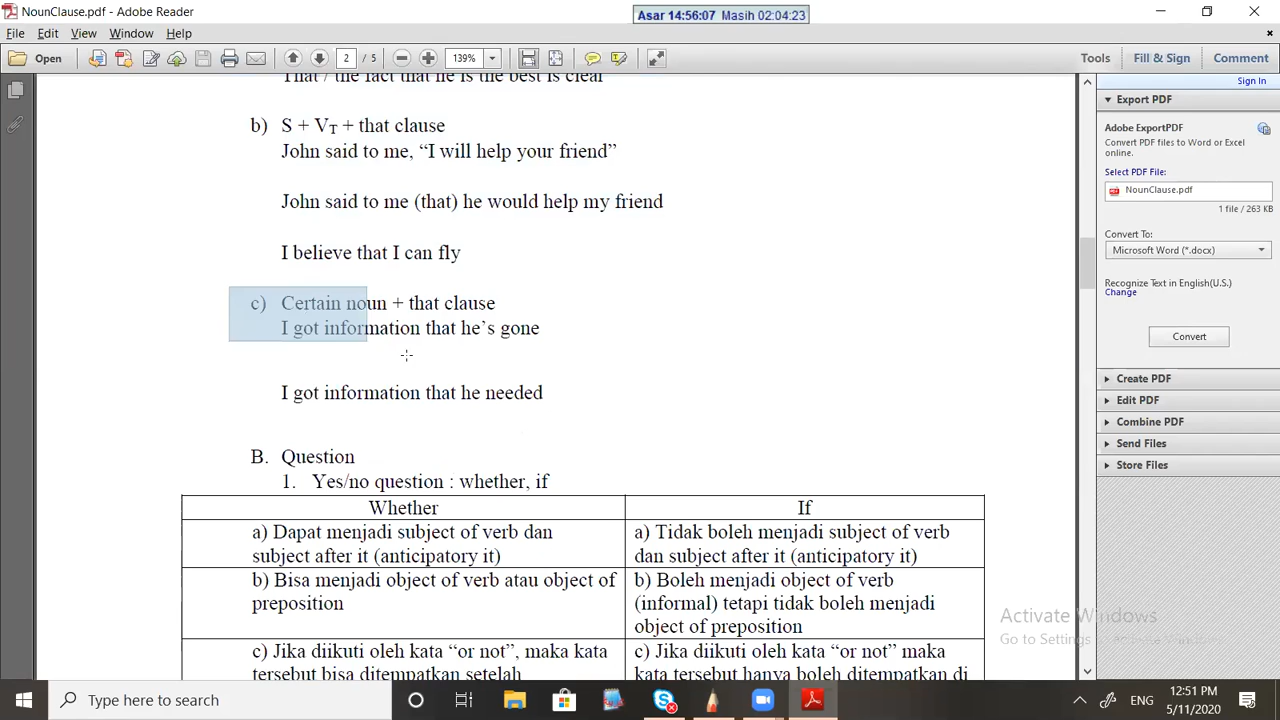 NounClause.pdf - Adobe Reader
Asar 14:56:07 Masih 02:04:23
File Edit View Window Help
Open 2 / 5 139% Tools Fill & Sign Comment
Sign In
That / the fact that he is the best is clear
b) S + VT + that clause
John said to me, “I will help your friend”
John said to me (that) he would help my friend
I believe that I can fly
c) Certain noun + that clause
I got information that he’s gone
I got information that he needed
B. Question
1. Yes/no question : whether, if
Whether If
a) Dapat menjadi subject of verb dan
subject after it (anticipatory it)
a) Tidak boleh menjadi subject of verb
dan subject after it (anticipatory it)
b) Bisa menjadi object of verb atau object of
preposition
b) Boleh menjadi object of verb
(informal) tetapi tidak boleh menjadi
object of preposition
c) Jika diikuti oleh kata “or not”, maka kata
tersebut bisa ditempatkan setelah
c) Jika diikuti oleh kata “or not” maka
kata tersebut hanya boleh ditempatkan di
Export PDF
Adobe ExportPDF
Convert PDF files to Word or Excel
online.
Select PDF File:
NounClause.pdf
1 file / 263 KB
Convert To:
Microsoft Word (*.docx)
Recognize Text in English(U.S.)
Change
Convert
Create PDF
Edit PDF
Combine PDF
Send Files
Store Files
Activate Windows
Go to Settings to activate Windows.
Type here to search
ENG
12:51 PM
5/11/2020